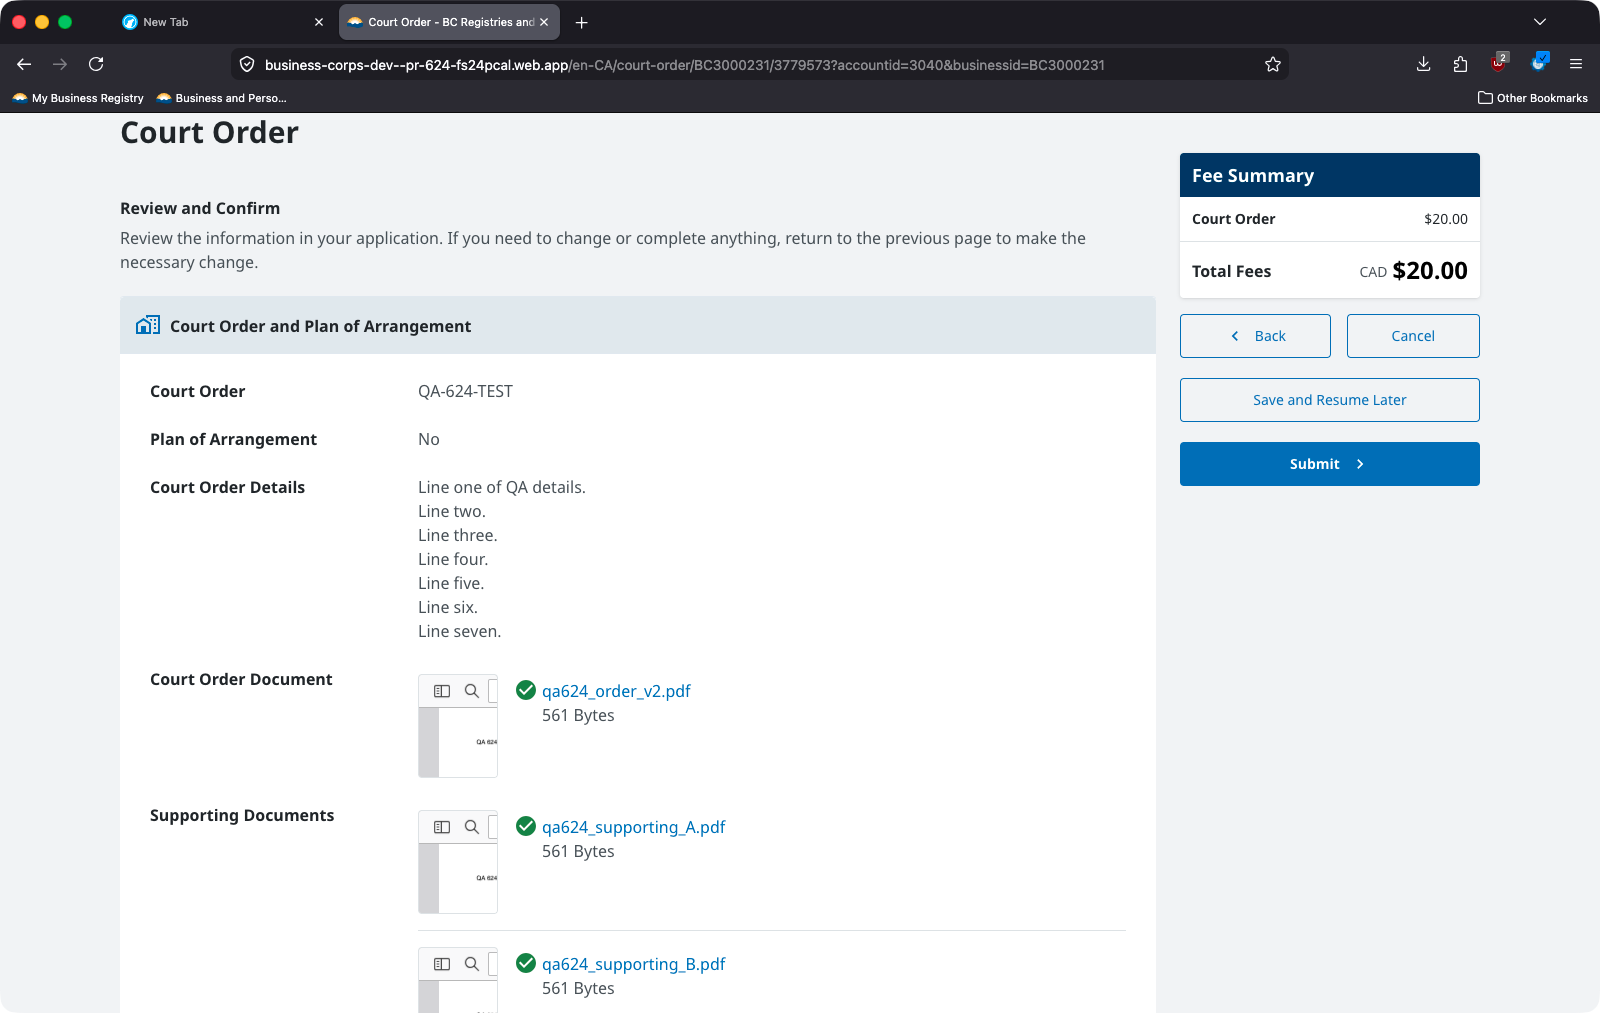 New Tab
Court Order - BC Registries and
business-corps-dev--pr-624-fs24pcal.web.app/en-CA/court-order/BC3000231/3779573?accountid=3040&businessid=BC3000231
2
My Business Registry
Business and Perso...
Other Bookmarks
Court Order
Review and Confirm
Review the information in your application. If you need to change or complete anything, return to the previous page to make the
necessary change.
Court Order and Plan of Arrangement
Court Order
QA-624-TEST
Plan of Arrangement
No
Court Order Details
Line one of QA details.
Line two.
Line three.
Line four.
Line five.
Line six.
Line seven.
Court Order Document
QA 624
qa624_order_v2.pdf
561 Bytes
Supporting Documents
QA 624
qa624_supporting_A.pdf
561 Bytes
qa624_supporting_B.pdf
561 Bytes
Fee Summary
Court Order
$20.00
Total Fees
CAD $20.00
Back
Cancel
Save and Resume Later
Submit